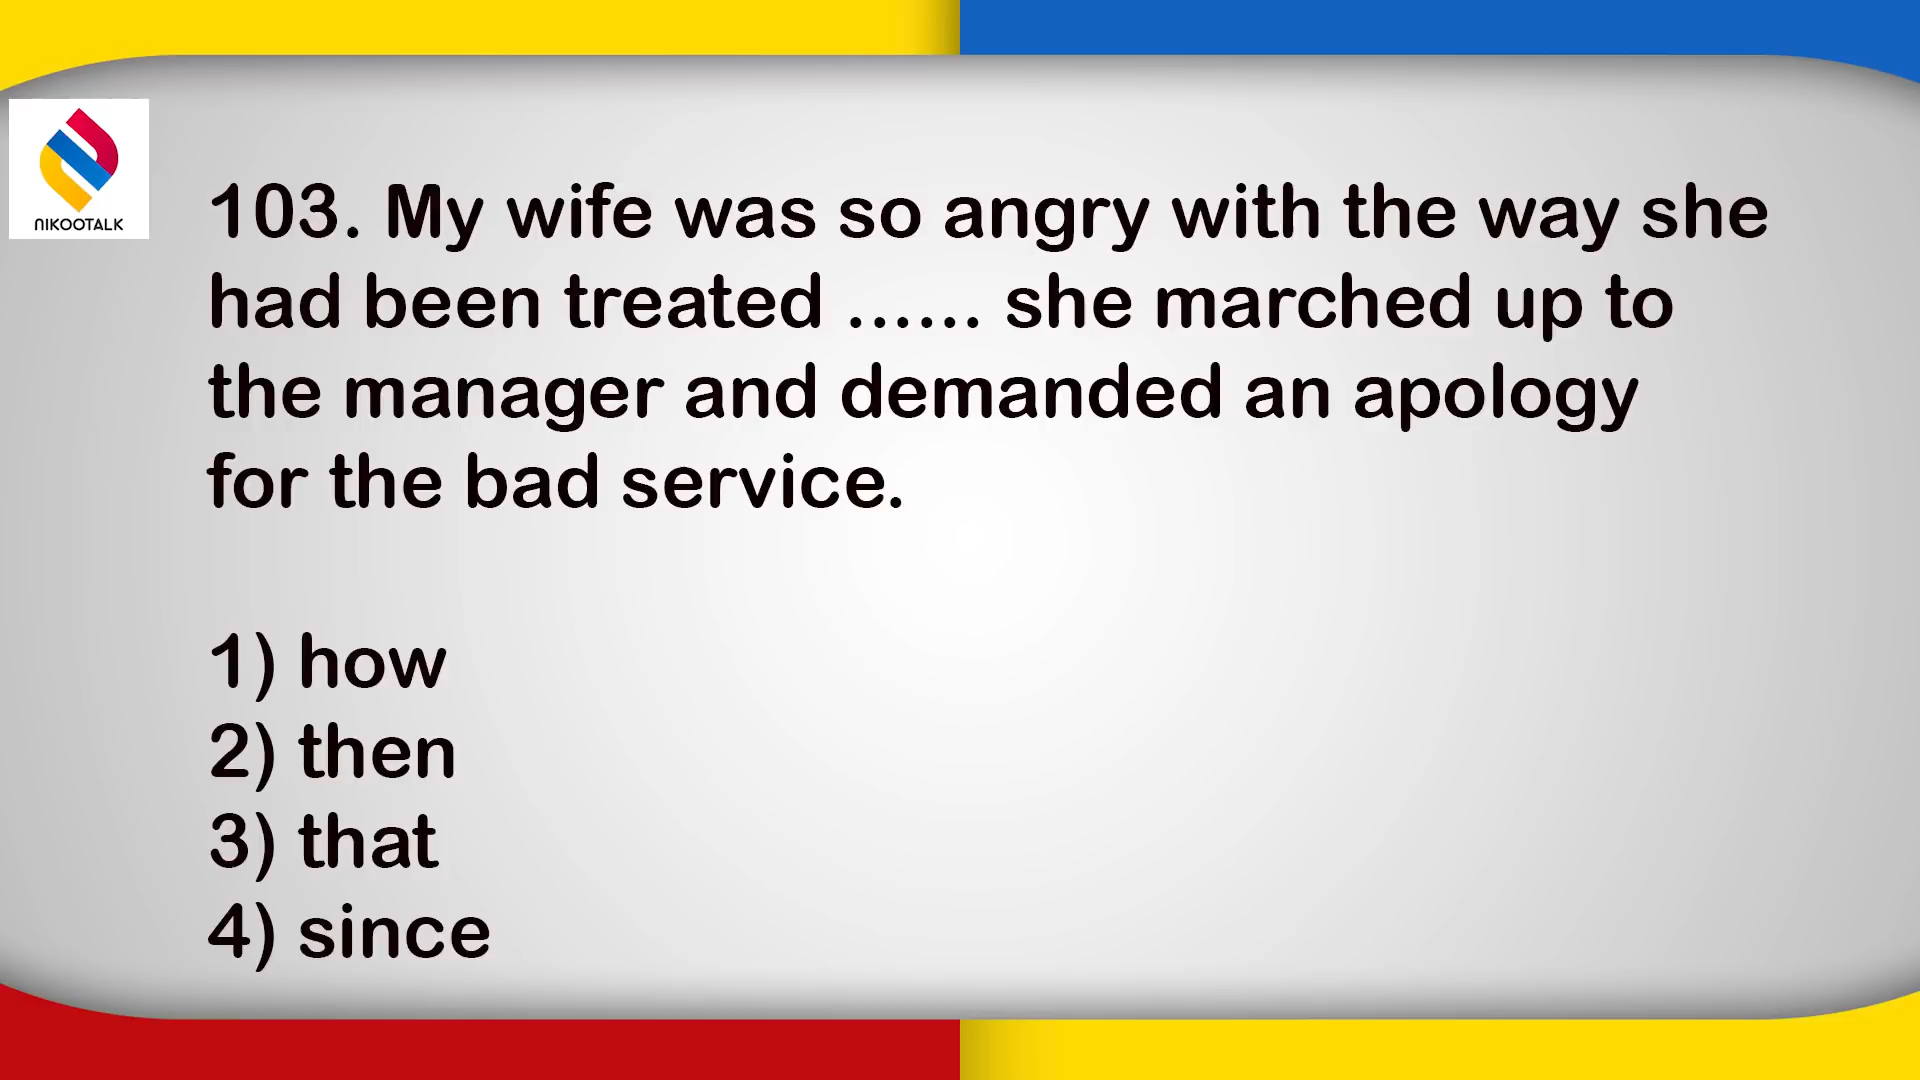 NIKOOTALK
103. My wife was so angry with the way she
had been treated ...... she marched up to
the manager and demanded an apology
for the bad service.
1) how
2) then
3) that
4) since